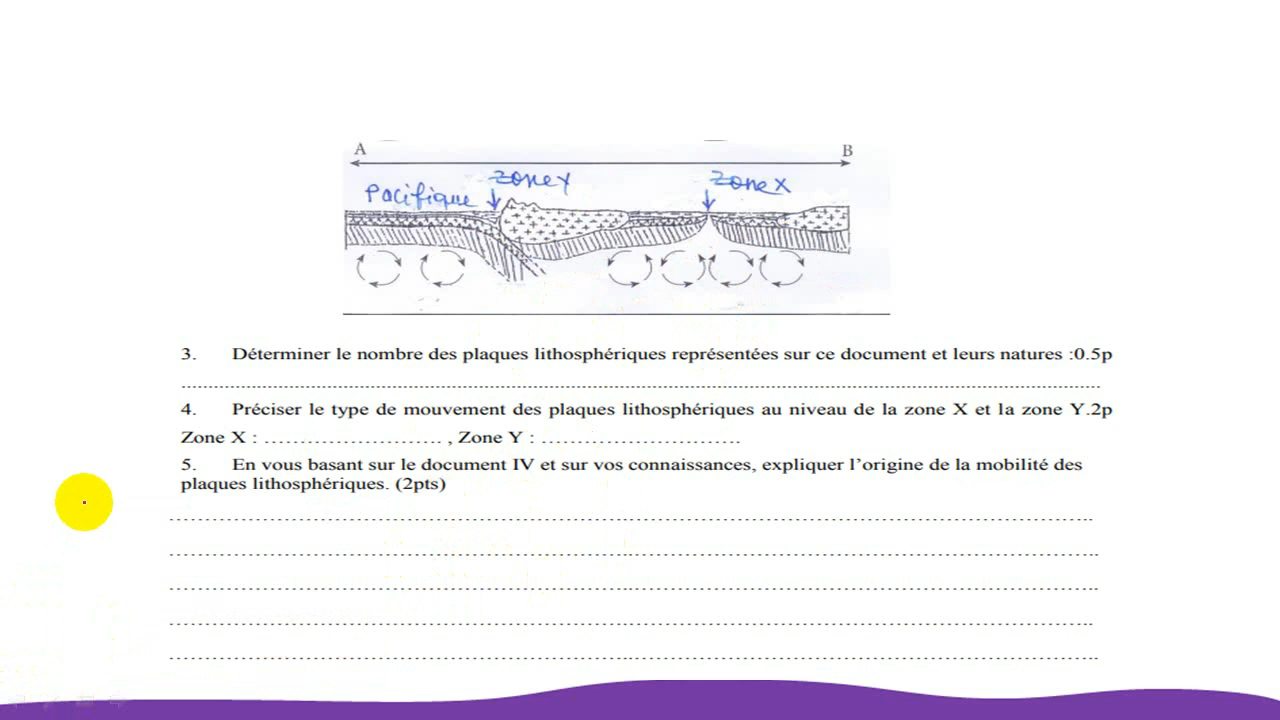 A B
zone Y zone X
Pacifique
3. Déterminer le nombre des plaques lithosphériques représentées sur ce document et leurs natures :0.5p
........................................................................................................................................................................
4. Préciser le type de mouvement des plaques lithosphériques au niveau de la zone X et la zone Y.2p
Zone X : ……………………. , Zone Y : ……………………….
5. En vous basant sur le document IV et sur vos connaissances, expliquer l’origine de la mobilité des
plaques lithosphériques. (2pts)
…………………………………………………………………………………………………………………..
…………………………………………………………………………………………………………………..
…………………………………………………………………………………………………………………..
…………………………………………………………………………………………………………………..
…………………………………………………………………………………………………………………..